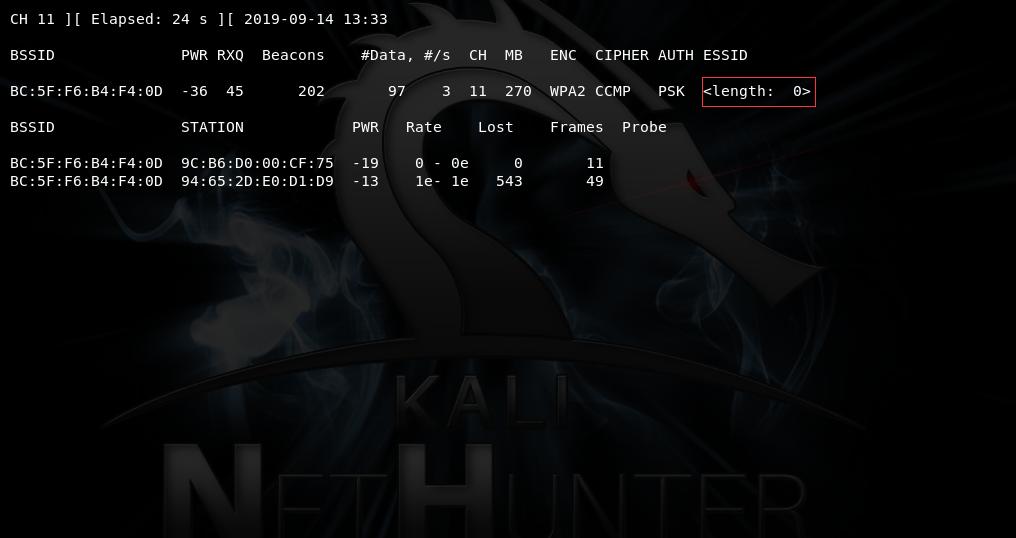 CH 11 ][ Elapsed: 24 s ][ 2019-09-14 13:33
BSSID PWR RXQ Beacons #Data, #/s CH MB ENC CIPHER AUTH ESSID
BC:5F:F6:B4:F4:0D -36 45 202 97 3 11 270 WPA2 CCMP PSK <length: 0>
BSSID STATION PWR Rate Lost Frames Probe
BC:5F:F6:B4:F4:0D 9C:B6:D0:00:CF:75 -19 0 - 0e 0 11
BC:5F:F6:B4:F4:0D 94:65:2D:E0:D1:D9 -13 1e- 1e 543 49
KALI
NETHUNTER